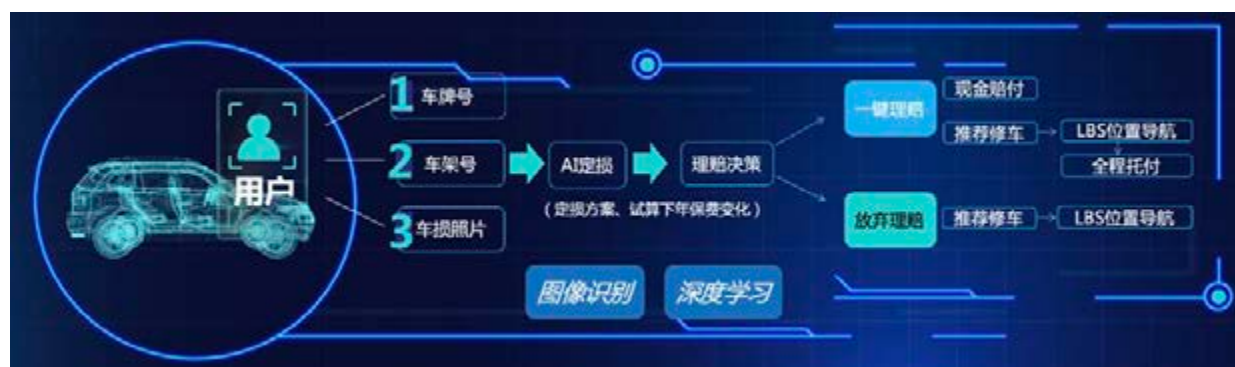 用户
1 车牌号
2 车架号
3 车损照片
AI定损
理赔决策
(定损方案、试算下年保费变化)
一键理赔
现金赔付
推荐修车
LBS位置导航
全程托付
放弃理赔
推荐修车
LBS位置导航
图像识别
深度学习